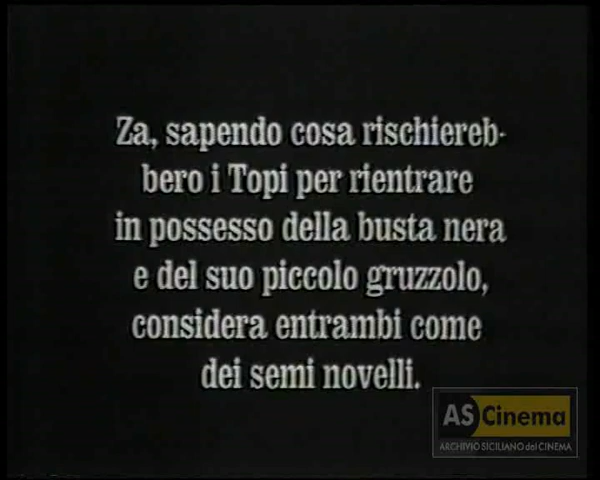 Za, sapendo cosa rischiereb-
bero i Topi per rientrare
in possesso della busta nera
e del suo piccolo gruzzolo,
considera entrambi come
dei semi novelli.
AS Cinema
ARCHIVIO SICILIANO del CINEMA